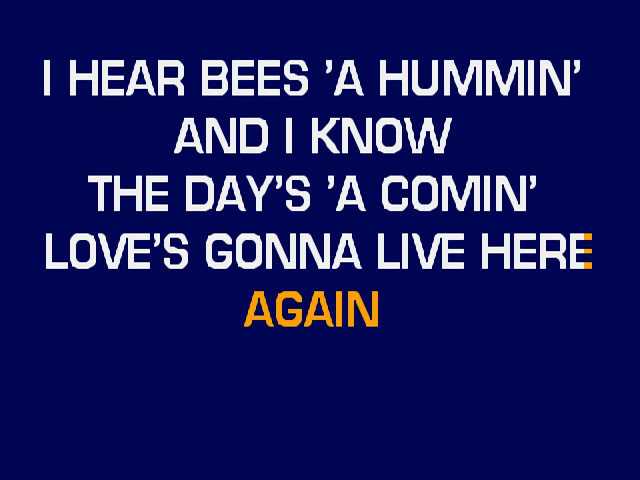 I HEAR BEES 'A HUMMIN'
AND I KNOW
THE DAY'S 'A COMIN'
LOVE'S GONNA LIVE HERE
AGAIN